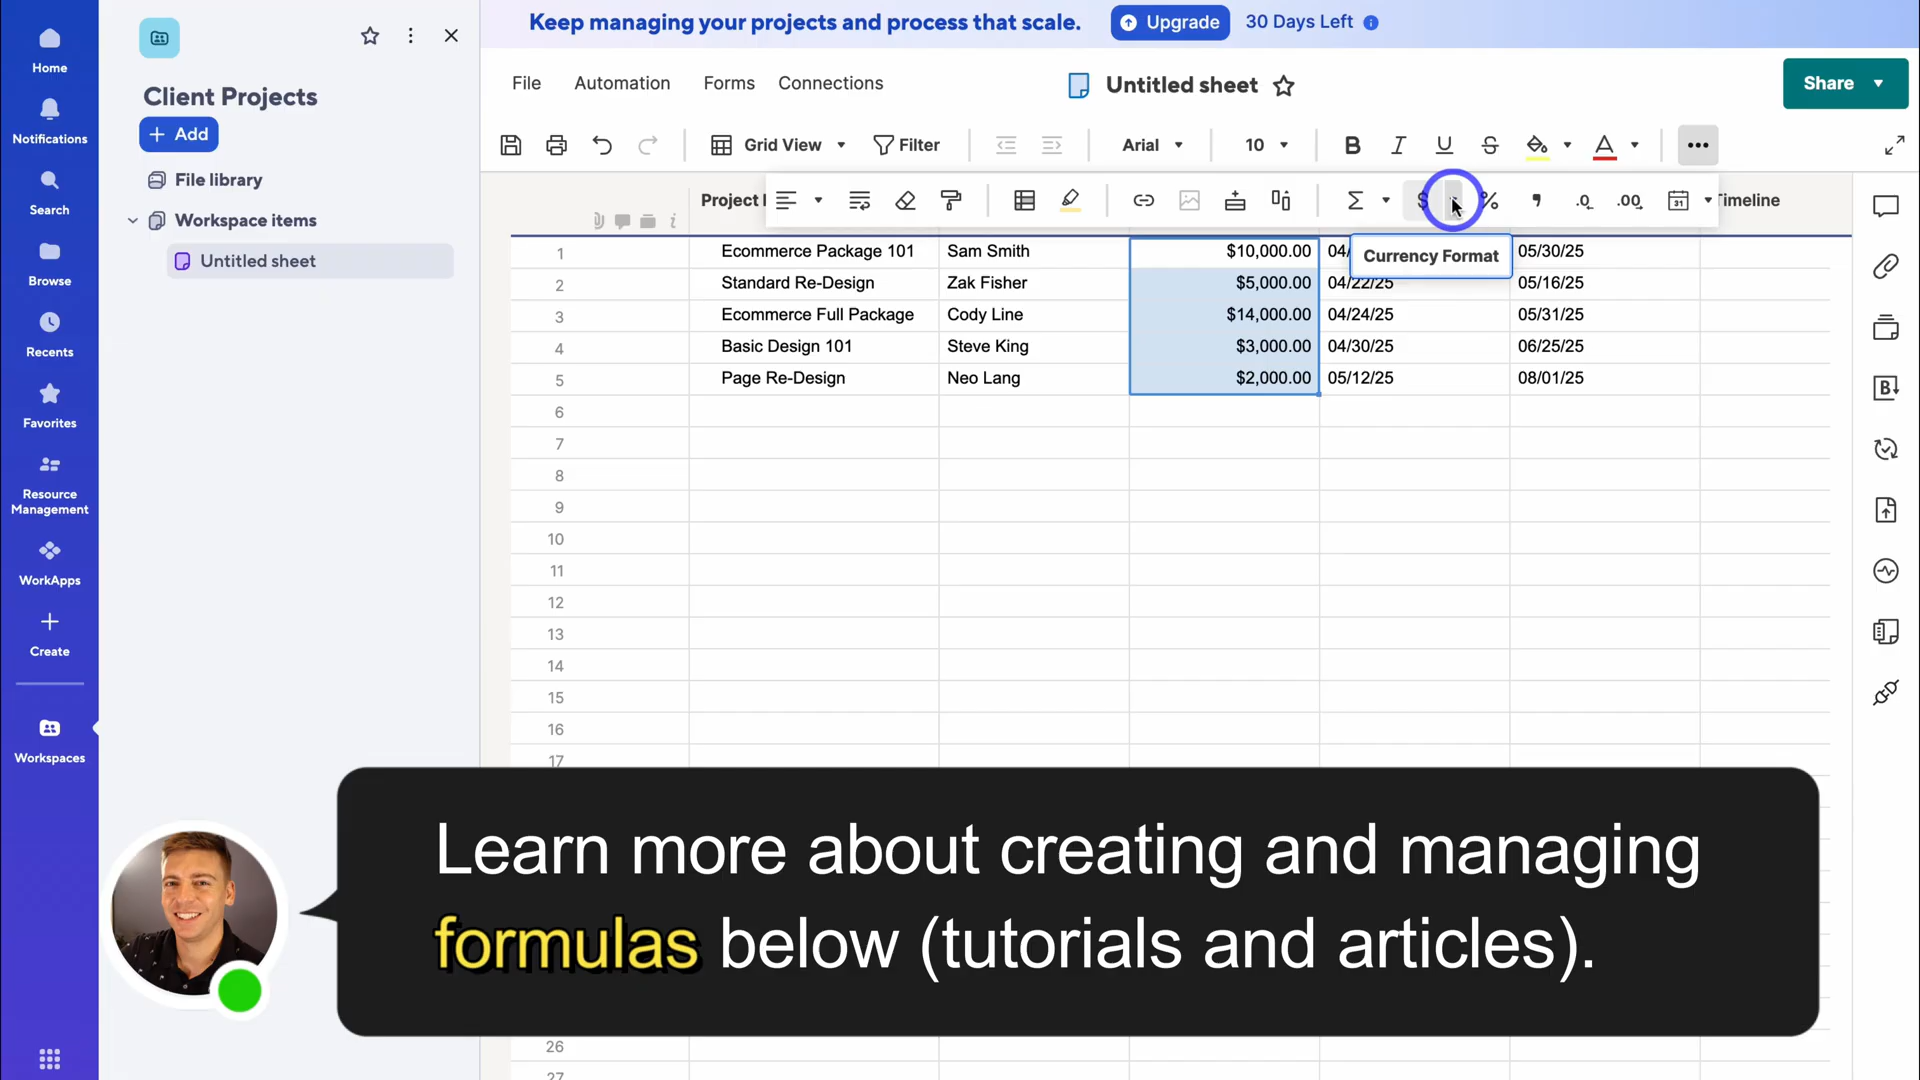 Keep managing your projects and process that scale. Upgrade 30 Days Left
Home
Notifications
Search
Browse
Recents
Favorites
Resource Management
WorkApps
Create
Workspaces
Client Projects
+ Add
File library
Workspace items
Untitled sheet
File Automation Forms Connections
Untitled sheet
Share
Grid View Filter Arial 10 B I U S A
Project
Σ $ % , .0 .00 31
Timeline
Currency Format
1 Ecommerce Package 101 Sam Smith $10,000.00 04/ 05/30/25
2 Standard Re-Design Zak Fisher $5,000.00 04/22/25 05/16/25
3 Ecommerce Full Package Cody Line $14,000.00 04/24/25 05/31/25
4 Basic Design 101 Steve King $3,000.00 04/30/25 06/25/25
5 Page Re-Design Neo Lang $2,000.00 05/12/25 08/01/25
6
7
8
9
10
11
12
13
14
15
16
17
26
27
Learn more about creating and managing
formulas below (tutorials and articles).